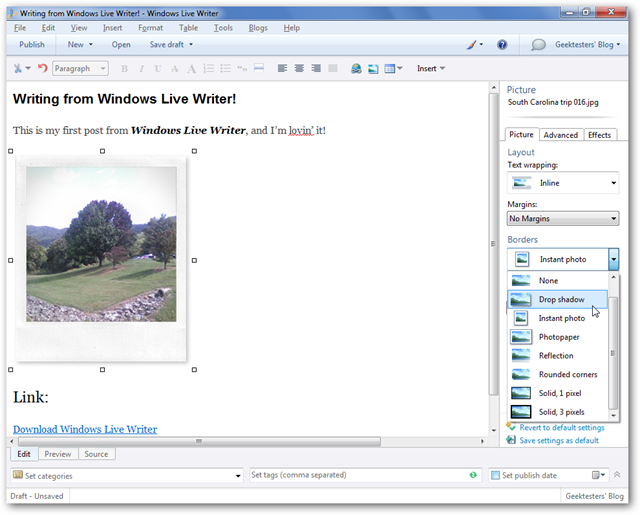 Writing from Windows Live Writer! - Windows Live Writer
File Edit View Insert Format Table Tools Blogs Help
Publish New Open Save draft Geektesters' Blog
Paragraph B I U ABC Insert
Writing from Windows Live Writer!
This is my first post from Windows Live Writer, and I'm lovin' it!
Link:
Download Windows Live Writer
Picture
South Carolina trip 016.jpg
Picture Advanced Effects
Layout
Text wrapping:
Inline
Margins:
No Margins
Borders
Instant photo
None
Drop shadow
Instant photo
Photopaper
Reflection
Rounded corners
Solid, 1 pixel
Solid, 3 pixels
Revert to default settings
Save settings as default
Edit Preview Source
Set categories Set tags (comma separated) Set publish date
Draft - Unsaved Geektesters' Blog